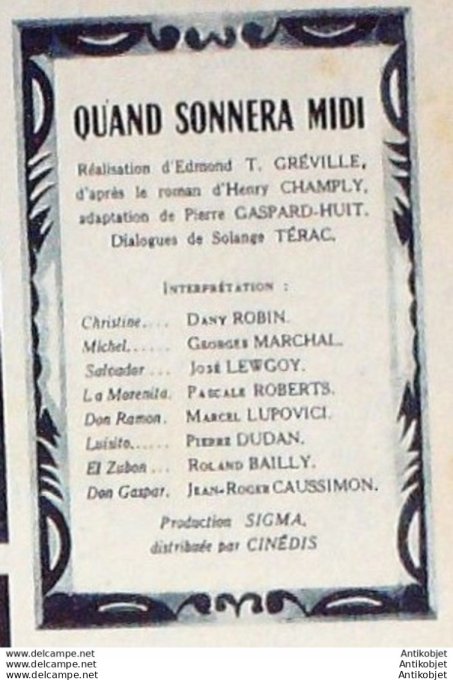 QUAND SONNERA MIDI
Réalisation d'Edmond T. GRÉVILLE,
d'après le roman d'Henry CHAMPLY,
adaptation de Pierre GASPARD-HUIT.
Dialogues de Solange TÉRAC.
INTERPRÉTATION :
Christine.... DANY ROBIN.
Michel...... GEORGES MARCHAL.
Salvador... JOSÉ LEWGOY.
La Morenita. PASCALE ROBERTS.
Don Ramon. MARCEL LUPOVICI.
Luisito...... PIERRE DUDAN.
El Zubon... ROLAND BAILLY.
Don Gaspar. JEAN-ROGER CAUSSIMON.
Production SIGMA,
distribuée par CINÉDIS
www.delcampe.net Antikobjet
www.delcampe.net Antikobjet
www.delcampe.net Antikobjet